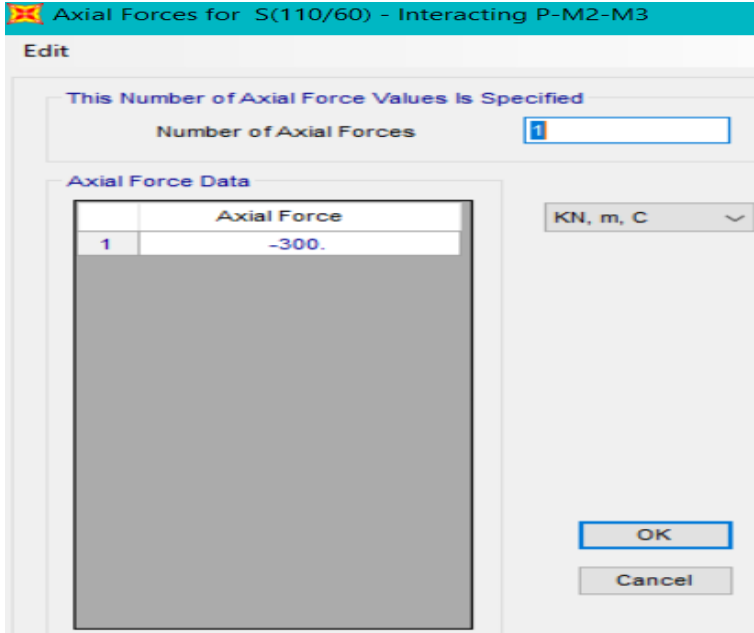 Axial Forces for S(110/60) - Interacting P-M2-M3
Edit
This Number of Axial Force Values Is Specified
Number of Axial Forces 1
Axial Force Data
Axial Force
KN, m, C
1 -300.
OK
Cancel